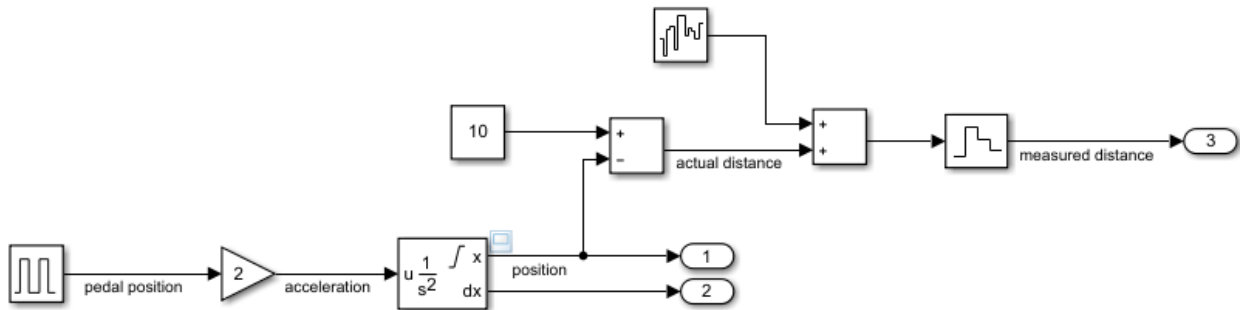 10
+
−
actual distance
+
+
measured distance
3
pedal position
2
acceleration
u 1/s²
x
dx
position
1
2